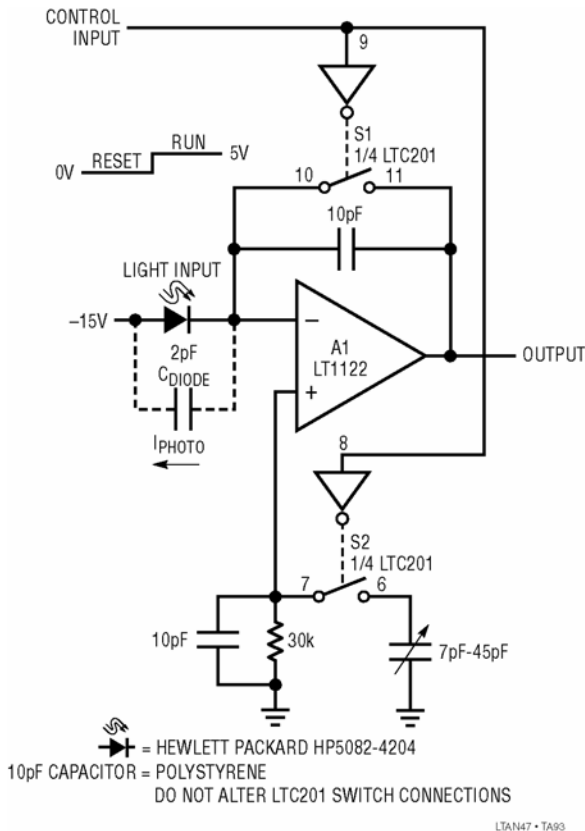 CONTROL
INPUT
9
S1
1/4 LTC201
RUN
RESET
5V
0V
10
11
10pF
LIGHT INPUT
–15V
2pF
CDIODE
IPHOTO
–
+
A1
LT1122
OUTPUT
8
S2
1/4 LTC201
7
6
10pF
30k
7pF-45pF
= HEWLETT PACKARD HP5082-4204
10pF CAPACITOR = POLYSTYRENE
DO NOT ALTER LTC201 SWITCH CONNECTIONS
LTAN47 • TA93